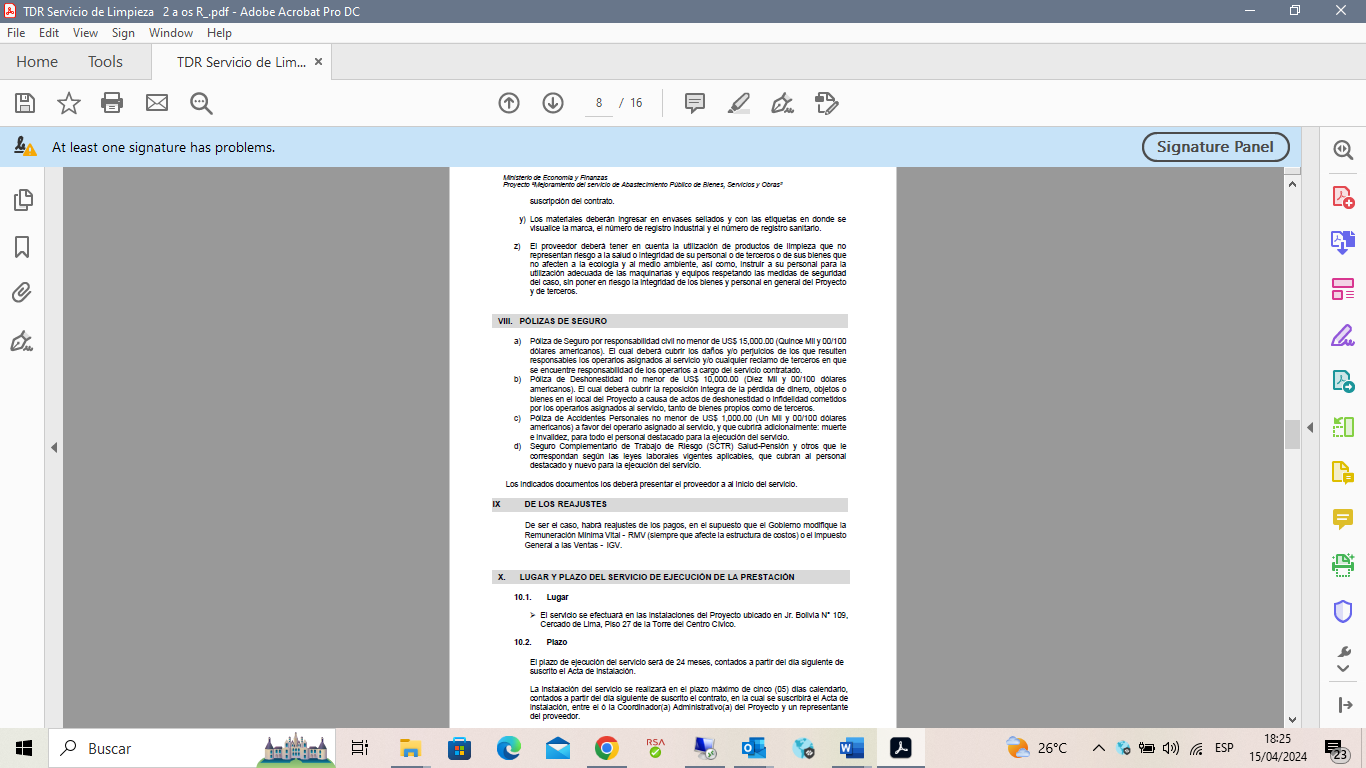 TDR Servicio de Limpieza 2 a os R_.pdf - Adobe Acrobat Pro DC
File Edit View Sign Window Help
Home Tools TDR Servicio de Lim... ×
8 / 16
At least one signature has problems.
Signature Panel
Ministerio de Economía y Finanzas
Proyecto "Mejoramiento del servicio de Abastecimiento Público de Bienes, Servicios y Obras"
suscripción del contrato.
y) Los materiales deberán ingresar en envases sellados y con las etiquetas en donde se
visualice la marca, el número de registro industrial y el número de registro sanitario.
z) El proveedor deberá tener en cuenta la utilización de productos de limpieza que no
representan riesgo a la salud o integridad de su personal o de terceros o de sus bienes que
no afecten a la ecología y al medio ambiente, así como, instruir a su personal para la
utilización adecuada de las maquinarias y equipos respetando las medidas de seguridad
del caso, sin poner en riesgo la integridad de los bienes y personal en general del Proyecto
y de terceros.
VIII. PÓLIZAS DE SEGURO
a) Póliza de Seguro por responsabilidad civil no menor de US$ 15,000.00 (Quince Mil y 00/100
dólares americanos). El cual deberá cubrir los daños y/o perjuicios de los que resulten
responsables los operarios asignados al servicio y/o cualquier reclamo de terceros en que
se encuentre responsabilidad de los operarios a cargo del servicio contratado.
b) Póliza de Deshonestidad no menor de US$ 10,000.00 (Diez Mil y 00/100 dólares
americanos). El cual deberá cubrir la reposición íntegra de la pérdida de dinero, objetos o
bienes en el local del Proyecto a causa de actos de deshonestidad o infidelidad cometidos
por los operarios asignados al servicio, tanto de bienes propios como de terceros.
c) Póliza de Accidentes Personales no menor de US$ 1,000.00 (Un Mil y 00/100 dólares
americanos) a favor del operario asignado al servicio, y que cubrirá adicionalmente: muerte
e invalidez, para todo el personal destacado para la ejecución del servicio.
d) Seguro Complementario de Trabajo de Riesgo (SCTR) Salud-Pensión y otros que le
correspondan según las leyes laborales vigentes aplicables, que cubran al personal
destacado y nuevo para la ejecución del servicio.
Los indicados documentos los deberá presentar el proveedor a al inicio del servicio.
IX DE LOS REAJUSTES
De ser el caso, habrá reajustes de los pagos, en el supuesto que el Gobierno modifique la
Remuneración Mínima Vital - RMV (siempre que afecte la estructura de costos) o el Impuesto
General a las Ventas - IGV.
X. LUGAR Y PLAZO DEL SERVICIO DE EJECUCIÓN DE LA PRESTACIÓN
10.1. Lugar
➢ El servicio se efectuará en las instalaciones del Proyecto ubicado en Jr. Bolivia N° 109,
Cercado de Lima, Piso 27 de la Torre del Centro Cívico.
10.2. Plazo
El plazo de ejecución del servicio será de 24 meses, contados a partir del día siguiente de
suscrito el Acta de Instalación.
La instalación del servicio se realizará en el plazo máximo de cinco (05) días calendario,
contados a partir del día siguiente de suscrito el contrato, en la cual se suscribirá el Acta de
Instalación, entre el ó la Coordinador(a) Administrativo(a) del Proyecto y un representante
del proveedor.
Buscar
RSA
26°C
ESP
18:25
15/04/2024
23